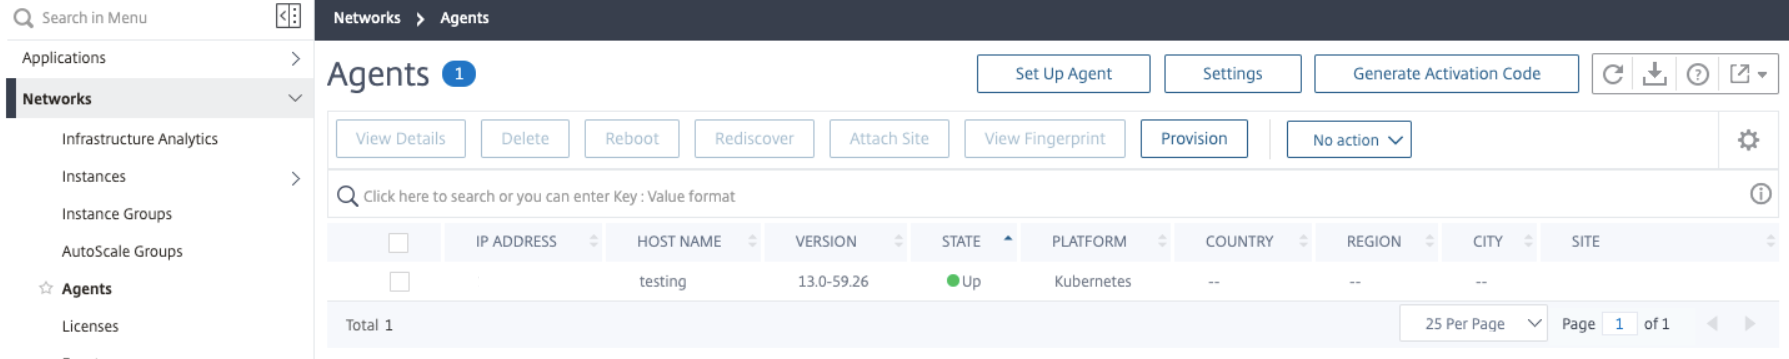 Search in Menu
Applications
Networks
Infrastructure Analytics
Instances
Instance Groups
AutoScale Groups
Agents
Licenses
Networks > Agents
Agents 1
Set Up Agent Settings Generate Activation Code
View Details Delete Reboot Rediscover Attach Site View Fingerprint Provision No action
Click here to search or you can enter Key : Value format
IP ADDRESS HOST NAME VERSION STATE PLATFORM COUNTRY REGION CITY SITE
testing 13.0-59.26 Up Kubernetes -- -- --
Total 1 25 Per Page Page 1 of 1